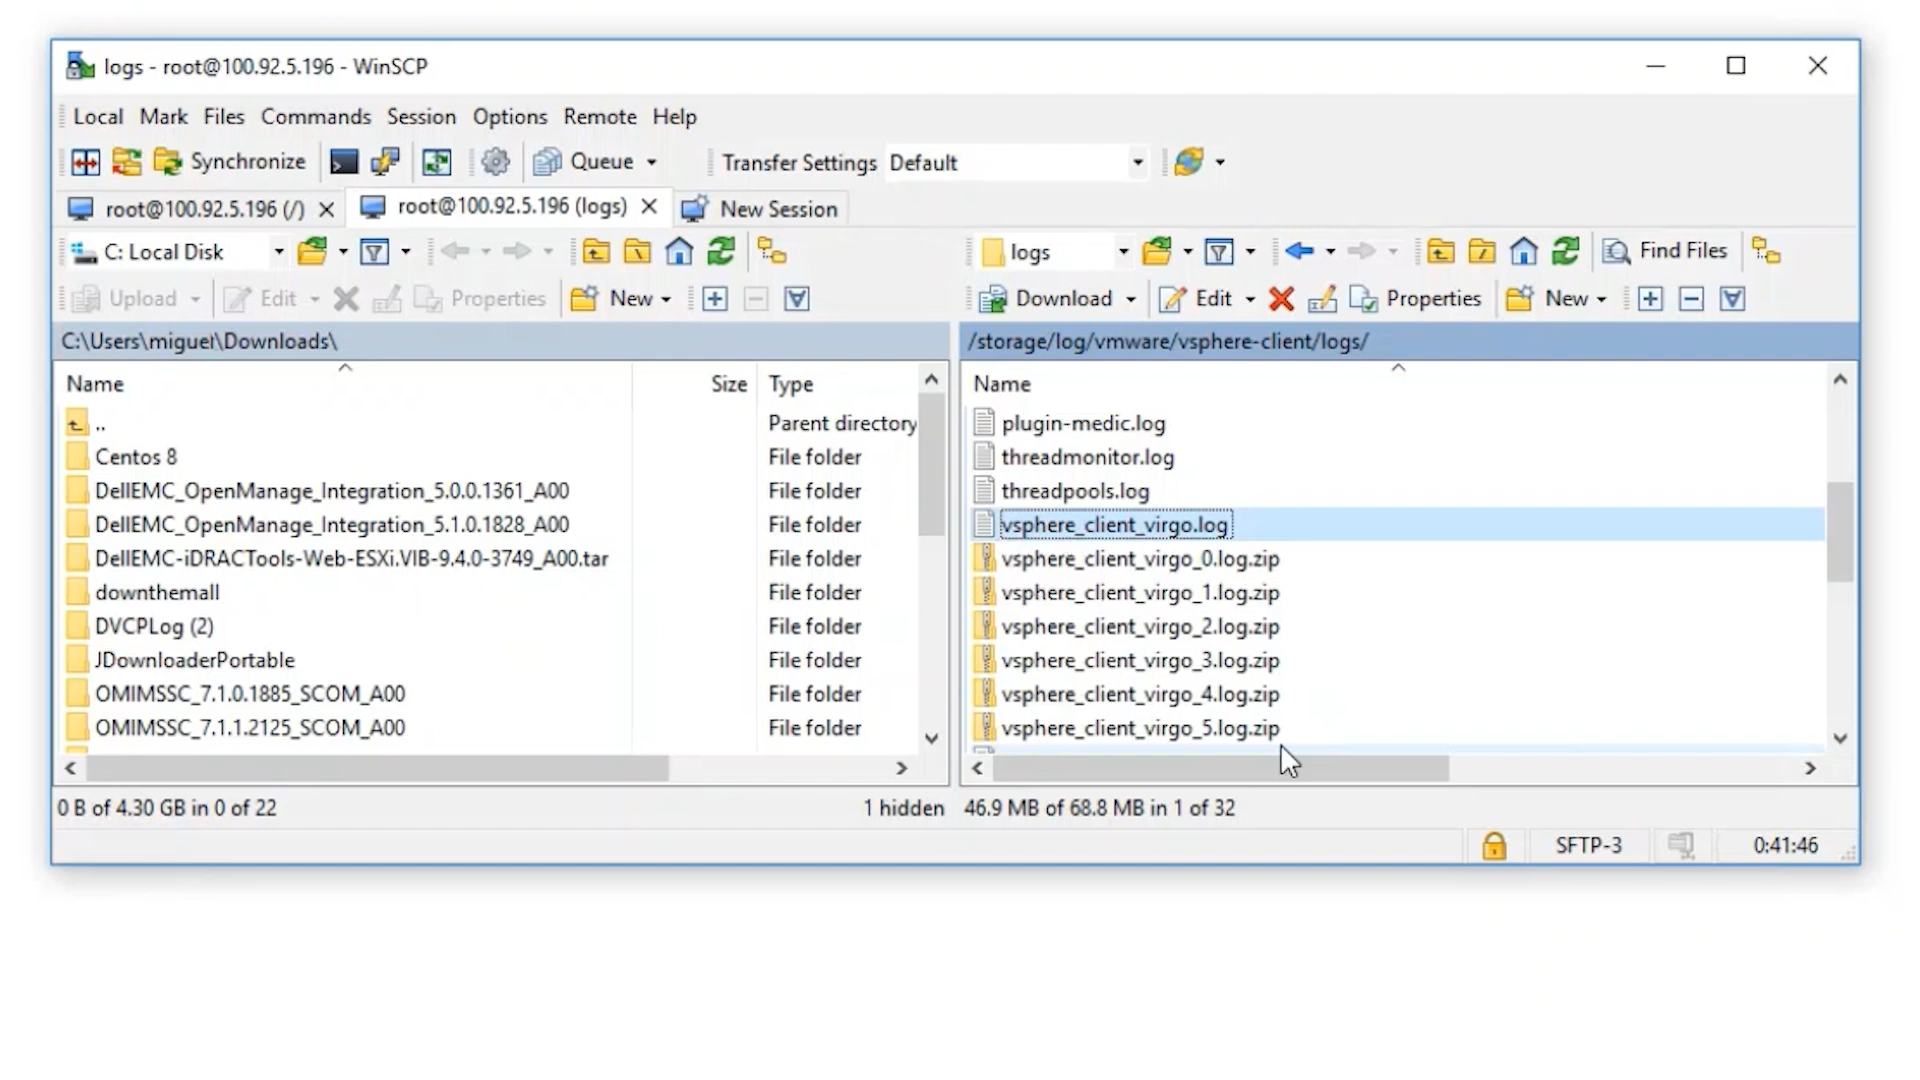 logs - root@100.92.5.196 - WinSCP
Local Mark Files Commands Session Options Remote Help
Synchronize Queue Transfer Settings Default
root@100.92.5.196 (/) root@100.92.5.196 (logs) New Session
C: Local Disk
Upload Edit Properties New
C:\Users\miguel\Downloads\
Name Size Type
.. Parent directory
Centos 8 File folder
DellEMC_OpenManage_Integration_5.0.0.1361_A00 File folder
DellEMC_OpenManage_Integration_5.1.0.1828_A00 File folder
DellEMC-iDRACTools-Web-ESXi.VIB-9.4.0-3749_A00.tar File folder
downthemall File folder
DVCPLog (2) File folder
JDownloaderPortable File folder
OMIMSSC_7.1.0.1885_SCOM_A00 File folder
OMIMSSC_7.1.1.2125_SCOM_A00 File folder
0 B of 4.30 GB in 0 of 22 1 hidden
logs Find Files
Download Edit Properties New
/storage/log/vmware/vsphere-client/logs/
Name
plugin-medic.log
threadmonitor.log
threadpools.log
vsphere_client_virgo.log
vsphere_client_virgo_0.log.zip
vsphere_client_virgo_1.log.zip
vsphere_client_virgo_2.log.zip
vsphere_client_virgo_3.log.zip
vsphere_client_virgo_4.log.zip
vsphere_client_virgo_5.log.zip
46.9 MB of 68.8 MB in 1 of 32
SFTP-3 0:41:46